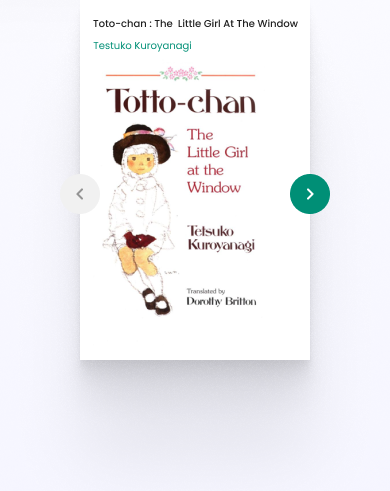 Toto-chan : The Little Girl At The Window
Testuko Kuroyanagi
Totto-chan
The
Little Girl
at the
Window
Tetsuko
Kuroyanagi
Translated by
Dorothy Britton